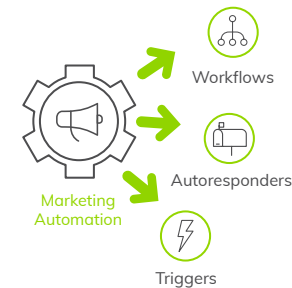 Workflows
Autoresponders
Marketing
Automation
Triggers